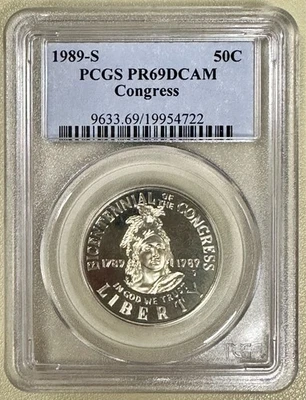 1989-S 50C
PCGS PR69DCAM
Congress
9633.69/19954722
BICENTENNIAL OF THE CONGRESS
1789 1989
IN GOD WE TRUST
LIBERTY